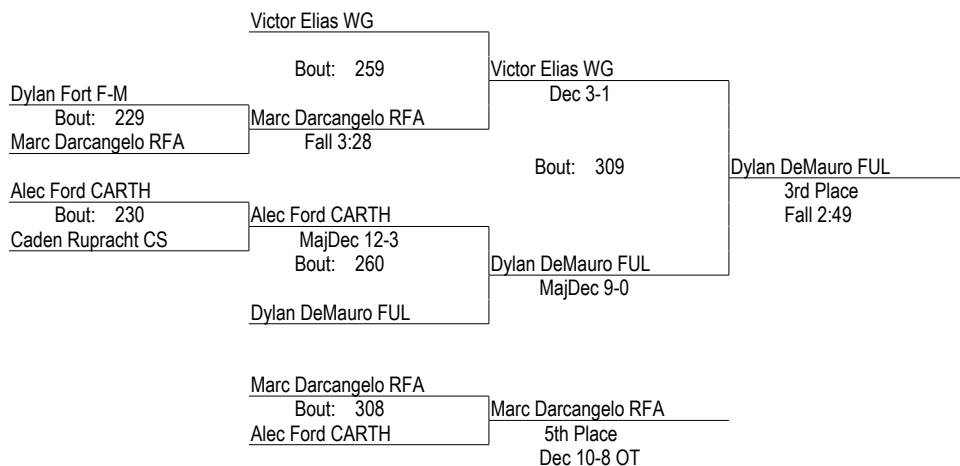 Victor Elias WG
Bout: 259
Victor Elias WG
Dec 3-1
Dylan Fort F-M
Bout: 229
Marc Darcangelo RFA
Marc Darcangelo RFA
Fall 3:28
Bout: 309
Dylan DeMauro FUL
3rd Place
Fall 2:49
Alec Ford CARTH
Bout: 230
Caden Rupracht CS
Alec Ford CARTH
MajDec 12-3
Bout: 260
Dylan DeMauro FUL
MajDec 9-0
Dylan DeMauro FUL
Marc Darcangelo RFA
Bout: 308
Alec Ford CARTH
Marc Darcangelo RFA
5th Place
Dec 10-8 OT